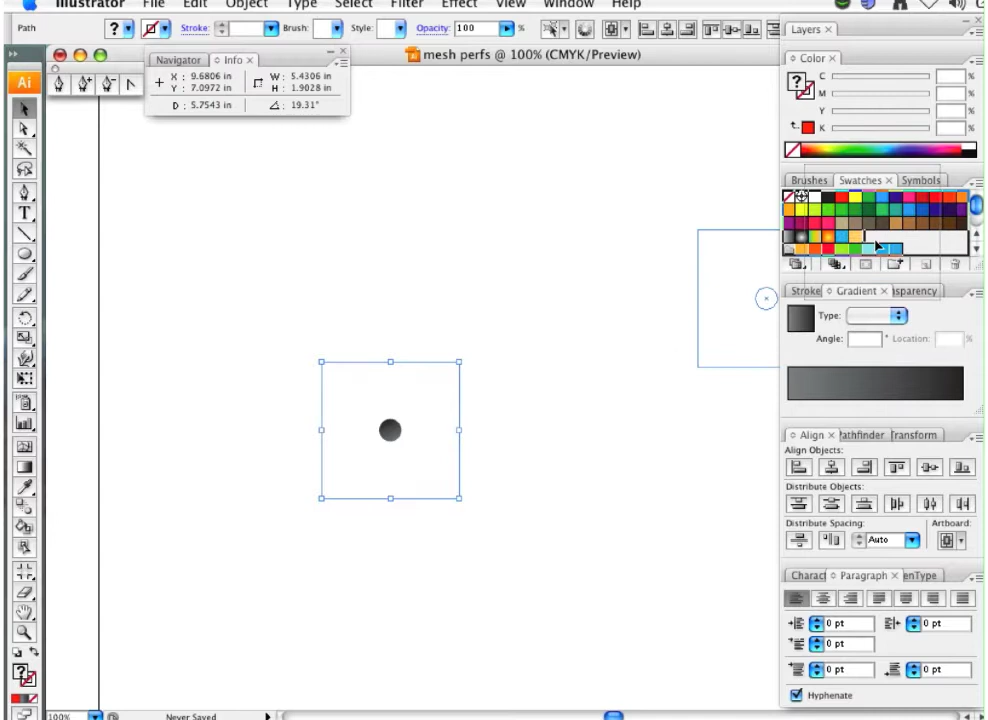 Illustrator File Edit Object Type Select Filter Effect View Window Help
Path ? Stroke: Brush: Style: Opacity: 100 %
mesh perfs @ 100% (CMYK/Preview)
Navigator Info
X : 9.6806 in
Y : 7.0972 in
W : 5.4306 in
H : 1.9028 in
D : 5.7543 in
19.31°
Ai
T
Layers
Color
?
C %
M %
Y %
K %
Brushes Swatches Symbols
Stroke Gradient
Type:
Angle: ° Location: %
Align Pathfinder Transform
Align Objects:
Distribute Objects:
Distribute Spacing: Artboard:
Auto
Paragraph
0 pt 0 pt
0 pt
0 pt 0 pt
Hyphenate
?
100% Never Saved